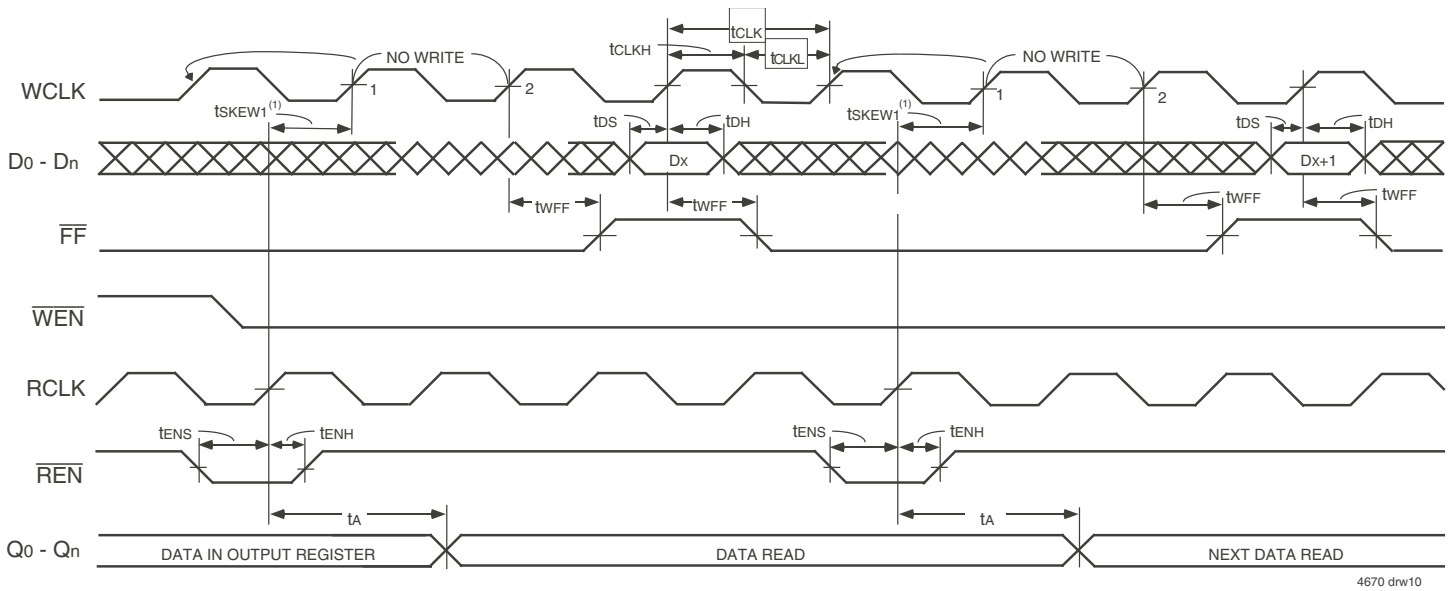 tCLK
tCLKH
tCLKL
NO WRITE
NO WRITE
WCLK
1
2
1
2
tSKEW1(1)
tDS
tDH
tSKEW1(1)
tDS
tDH
D0 - Dn
DX
DX+1
tWFF
tWFF
tWFF
tWFF
FF
WEN
RCLK
tENS
tENH
tENS
tENH
REN
tA
tA
Q0 - Qn
DATA IN OUTPUT REGISTER
DATA READ
NEXT DATA READ
4670 drw10